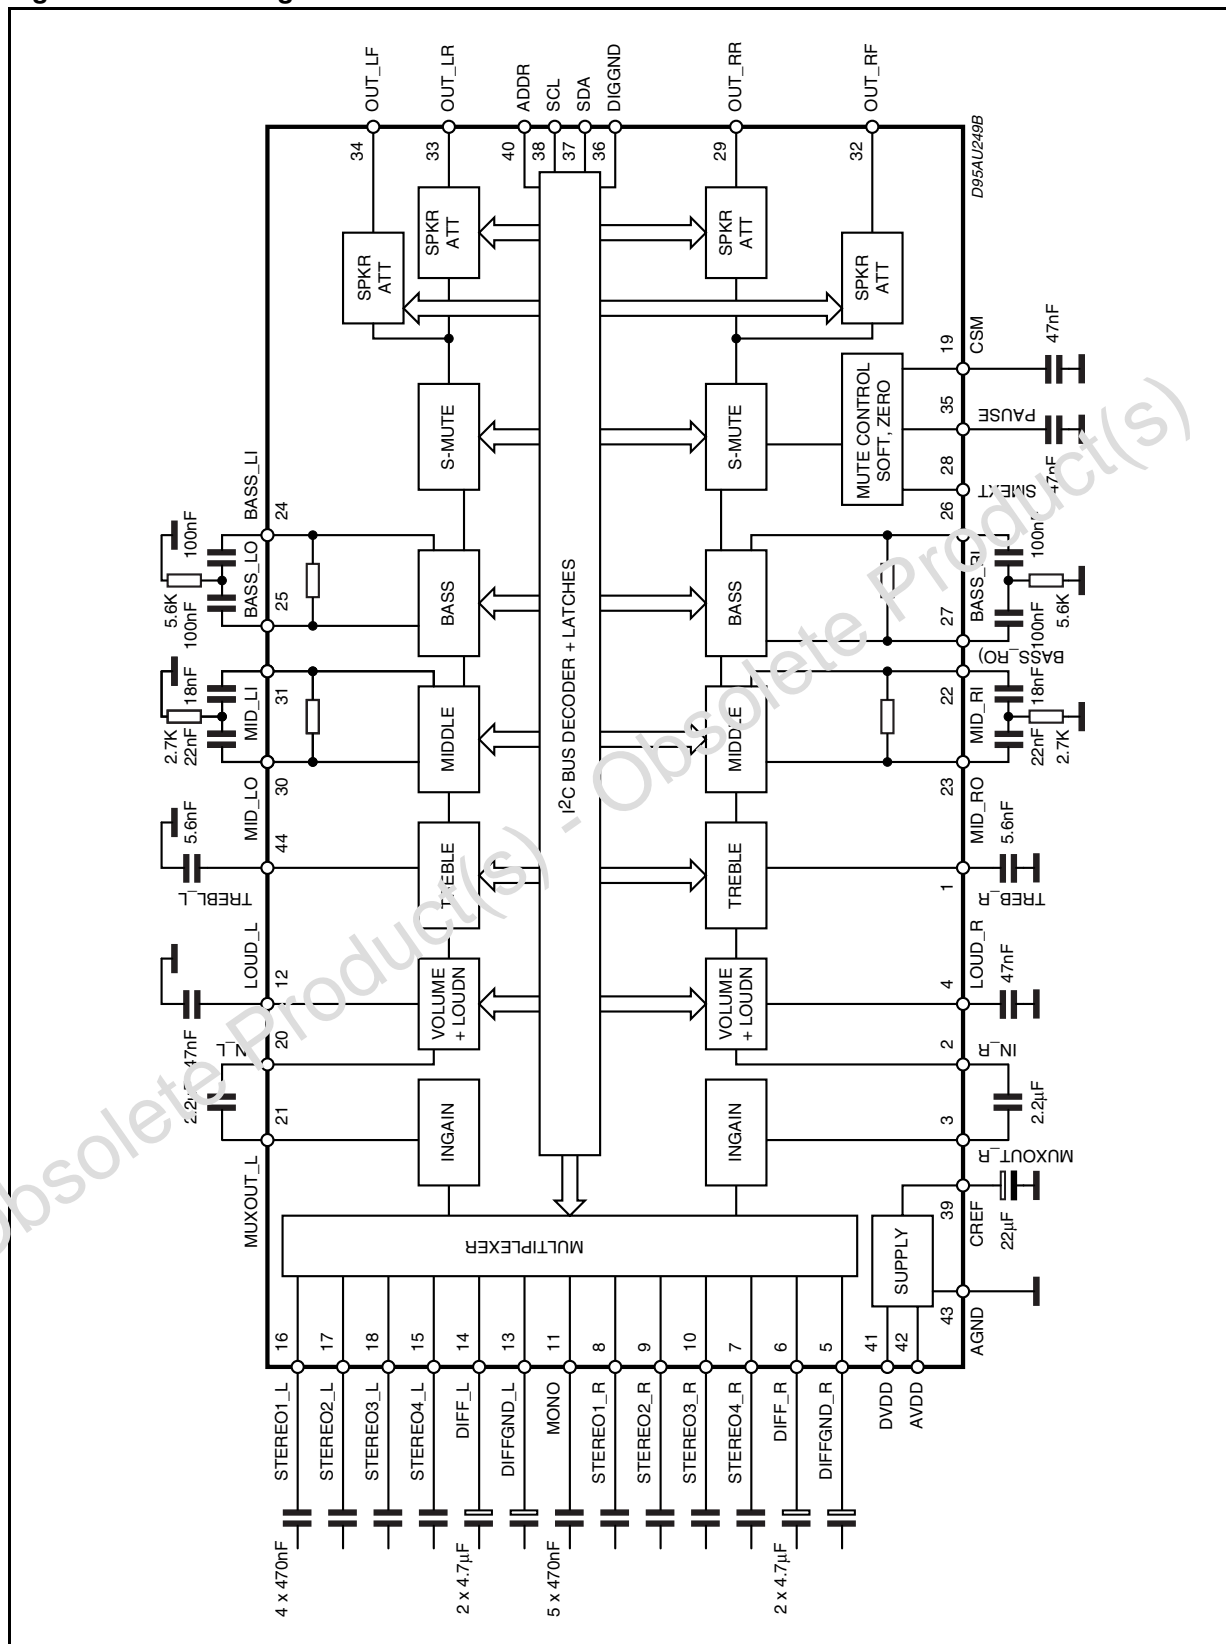 OUT_LF
OUT_LR
ADDR
SCL
SDA
DIGGND
OUT_RR
OUT_RF
34
33
40
38
37
36
29
32
D95AU249B
SPKR
ATT
SPKR
ATT
SPKR
ATT
SPKR
ATT
S-MUTE
S-MUTE
MUTE CONTROL
SOFT, ZERO
19
CSM
47nF
35
PAUSE
47nF
28
SMEXT
BASS_LI
24
100nF
BASS_LO
25
5.6K
100nF
BASS
BASS
26
BASS_RI
100nF
27
BASS_RO)
100nF
5.6K
18nF
31
MID_LI
2.7K
22nF
30
MID_LO
MIDDLE
MIDDLE
22
MID_RI
18nF
22nF
2.7K
23
MID_RO
I2C BUS DECODER + LATCHES
5.6nF
44
TREBL_L
TREBLE
TREBLE
1
TREB_R
5.6nF
LOUD_L
12
47nF
VOLUME
+ LOUDN
VOLUME
+ LOUDN
4
LOUD_R
47nF
20
IN_L
2
IN_R
2.2µF
21
MUXOUT_L
INGAIN
INGAIN
3
MUXOUT_R
2.2µF
MULTIPLEXER
SUPPLY
39
CREF
22µF
43
AGND
16
17
18
15
14
13
11
8
9
10
7
6
5
41
42
STEREO1_L
STEREO2_L
STEREO3_L
STEREO4_L
DIFF_L
DIFFGND_L
MONO
STEREO1_R
STEREO2_R
STEREO3_R
STEREO4_R
DIFF_R
DIFFGND_R
DVDD
AVDD
4 x 470nF
2 x 4.7µF
5 x 470nF
2 x 4.7µF
Obsolete Product(s) - Obsolete Product(s)